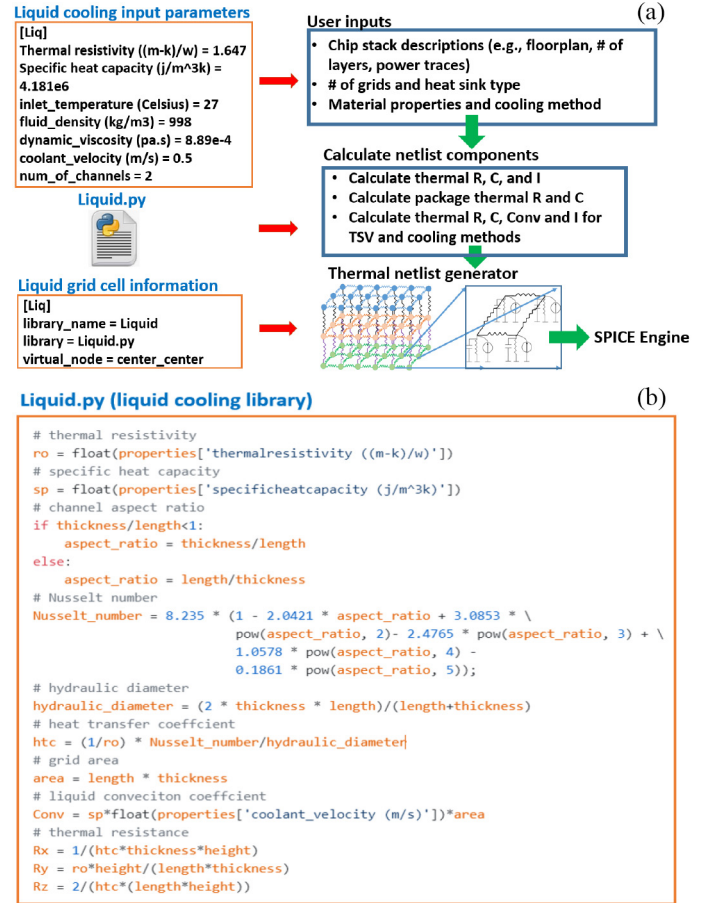 Liquid cooling input parameters
[Liq]
Thermal resistivity ((m-k)/w) = 1.647
Specific heat capacity (j/m^3k) =
4.181e6
inlet_temperature (Celsius) = 27
fluid_density (kg/m3) = 998
dynamic_viscosity (pa.s) = 8.89e-4
coolant_velocity (m/s) = 0.5
num_of_channels = 2
Liquid.py
Liquid grid cell information
[Liq]
library_name = Liquid
library = Liquid.py
virtual_node = center_center
(a)
User inputs
• Chip stack descriptions (e.g., floorplan, # of
layers, power traces)
• # of grids and heat sink type
• Material properties and cooling method
Calculate netlist components
• Calculate thermal R, C, and I
• Calculate package thermal R and C
• Calculate thermal R, C, Conv and I for
TSV and cooling methods
Thermal netlist generator
SPICE Engine
Liquid.py (liquid cooling library)
(b)
# thermal resistivity
ro = float(properties['thermalresistivity ((m-k)/w)'])
# specific heat capacity
sp = float(properties['specificheatcapacity (j/m^3k)'])
# channel aspect ratio
if thickness/length<1:
    aspect_ratio = thickness/length
else:
    aspect_ratio = length/thickness
# Nusselt number
Nusselt_number = 8.235 * (1 - 2.0421 * aspect_ratio + 3.0853 * \
                          pow(aspect_ratio, 2)- 2.4765 * pow(aspect_ratio, 3) + \
                          1.0578 * pow(aspect_ratio, 4) -
                          0.1861 * pow(aspect_ratio, 5));
# hydraulic diameter
hydraulic_diameter = (2 * thickness * length)/(length+thickness)
# heat transfer coeffcient
htc = (1/ro) * Nusselt_number/hydraulic_diameter
# grid area
area = length * thickness
# liquid conveciton coeffcient
Conv = sp*float(properties['coolant_velocity (m/s)'])*area
# thermal resistance
Rx = 1/(htc*thickness*height)
Ry = ro*height/(length*thickness)
Rz = 2/(htc*(length*height))